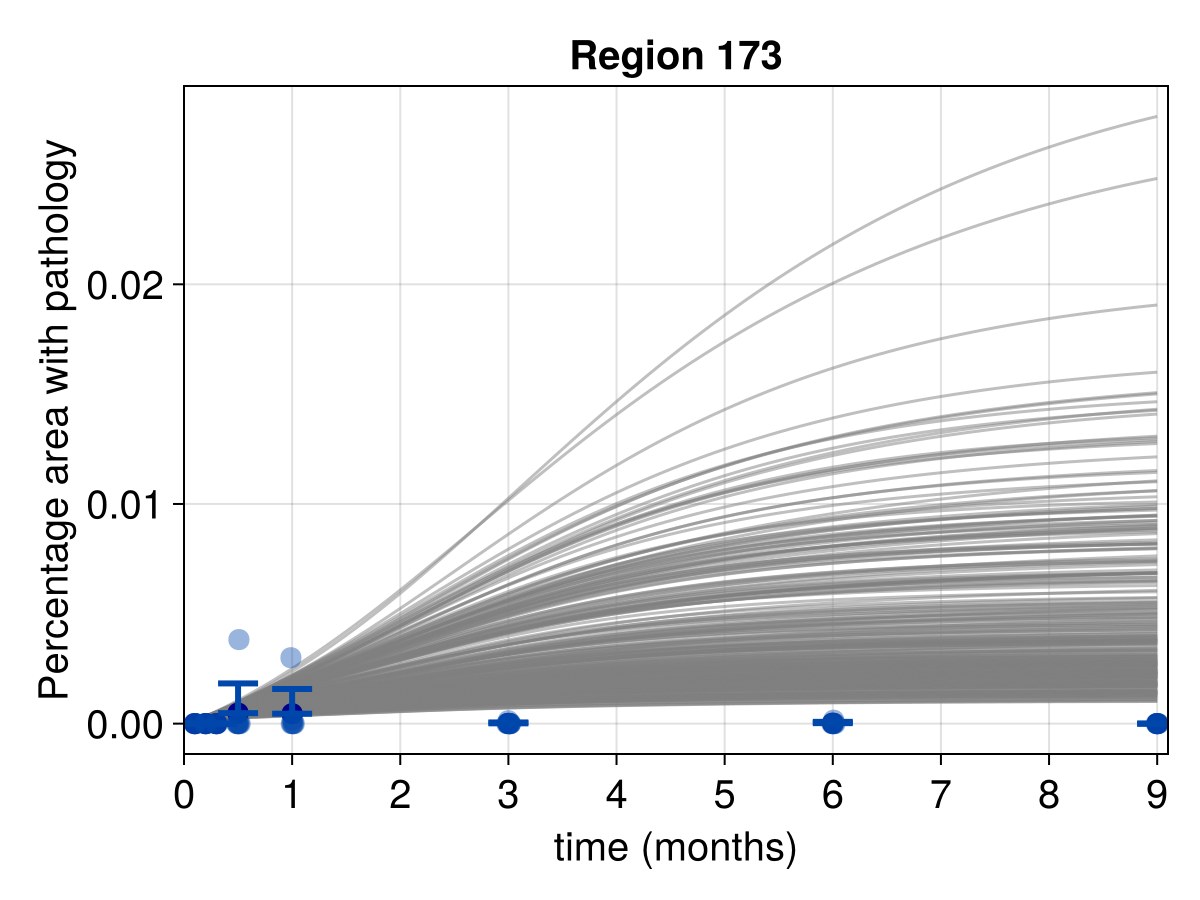 Region 173
Percentage area with pathology
0.02
0.01
0.00
0 1 2 3 4 5 6 7 8 9
time (months)